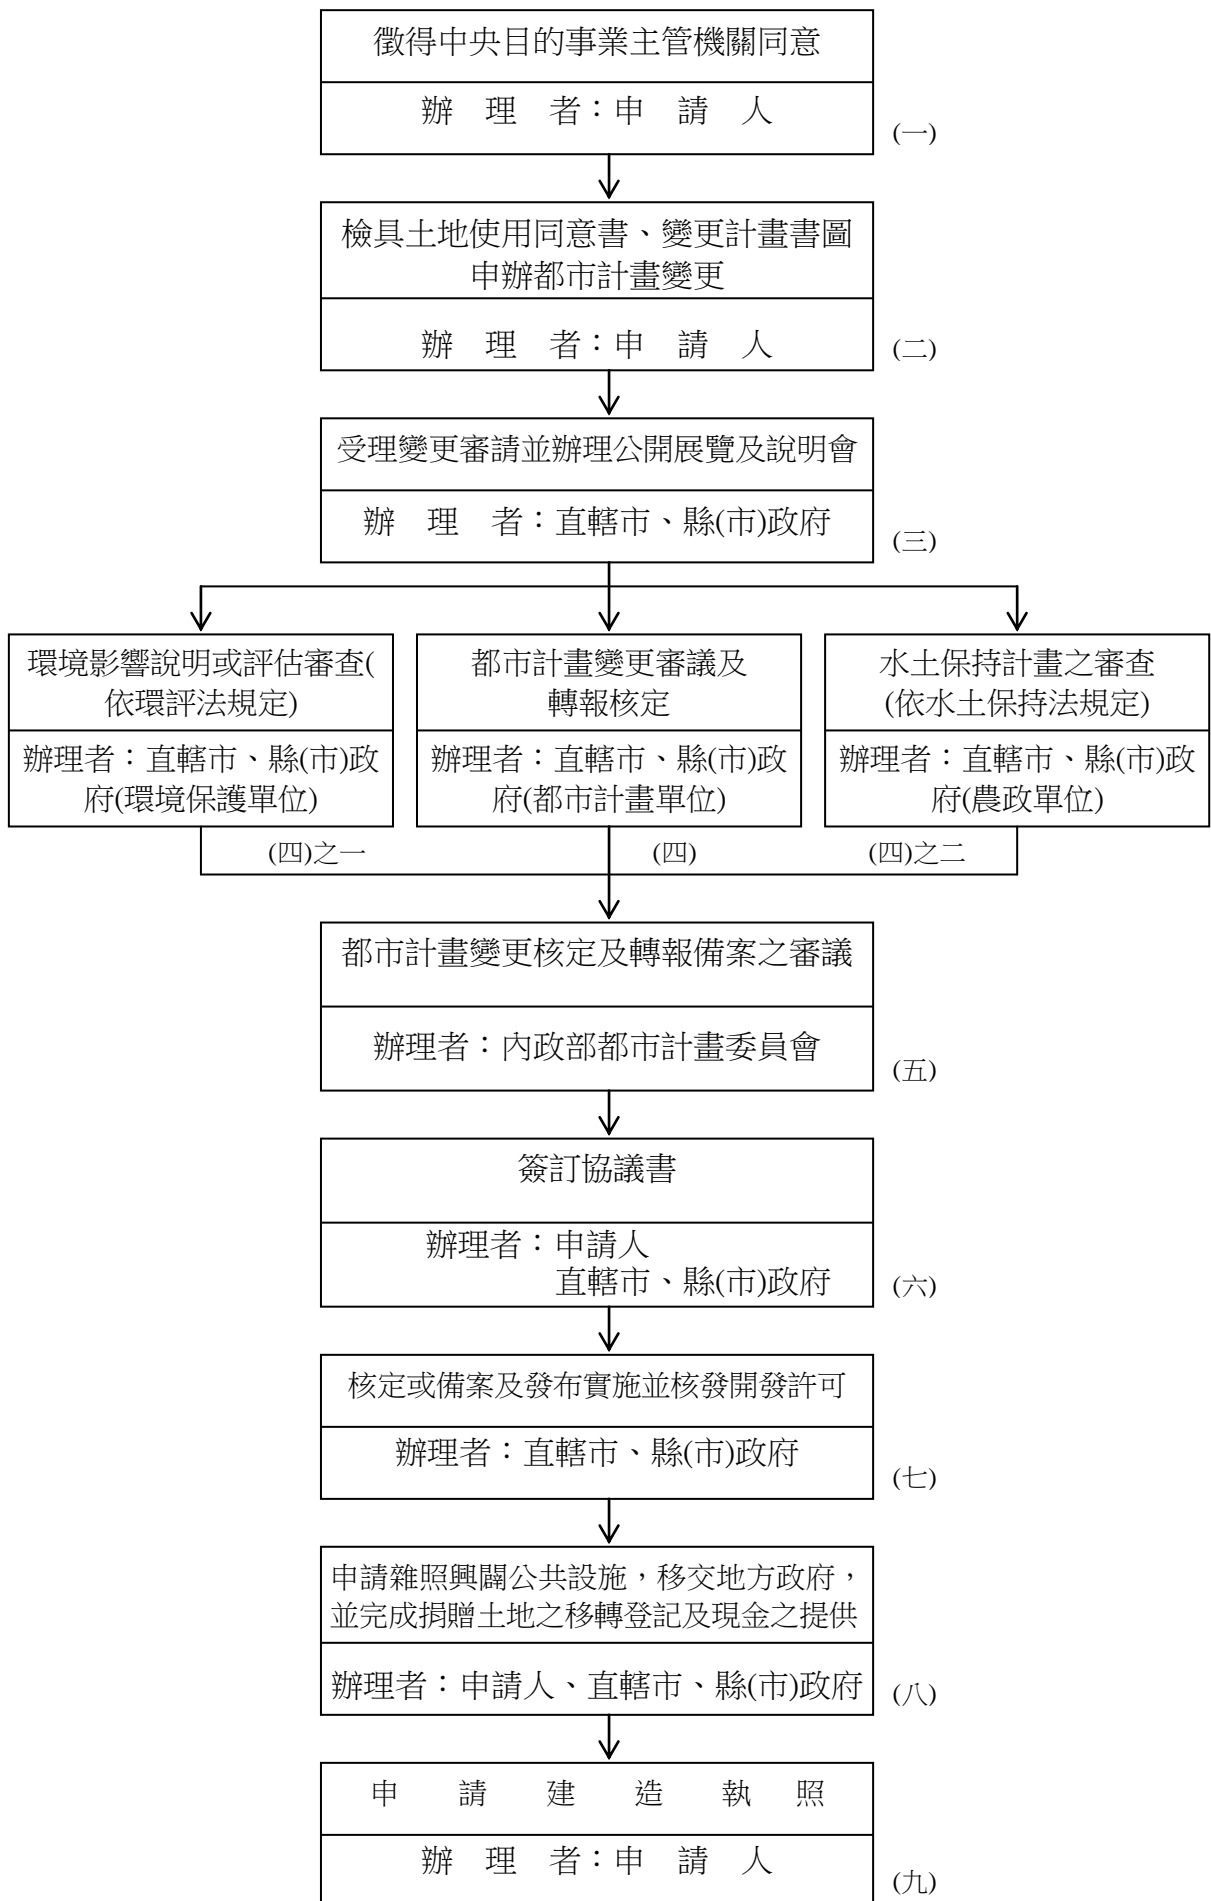 徵得中央目的事業主管機關同意
辦　理　者：申　請　人
(一)
檢具土地使用同意書、變更計畫書圖
申辦都市計畫變更
辦　理　者：申　請　人
(二)
受理變更審請並辦理公開展覽及說明會
辦　理　者：直轄市、縣(市)政府
(三)
環境影響說明或評估審查(
依環評法規定)
辦理者：直轄市、縣(市)政
府(環境保護單位)
(四)之一
都市計畫變更審議及
轉報核定
辦理者：直轄市、縣(市)政
府(都市計畫單位)
(四)
水土保持計畫之審查
(依水土保持法規定)
辦理者：直轄市、縣(市)政
府(農政單位)
(四)之二
都市計畫變更核定及轉報備案之審議
辦理者：內政部都市計畫委員會
(五)
簽訂協議書
辦理者：申請人
直轄市、縣(市)政府
(六)
核定或備案及發布實施並核發開發許可
辦理者：直轄市、縣(市)政府
(七)
申請雜照興闢公共設施，移交地方政府，
並完成捐贈土地之移轉登記及現金之提供
辦理者：申請人、直轄市、縣(市)政府
(八)
申　請　建　造　執　照
辦　理　者：申　請　人
(九)